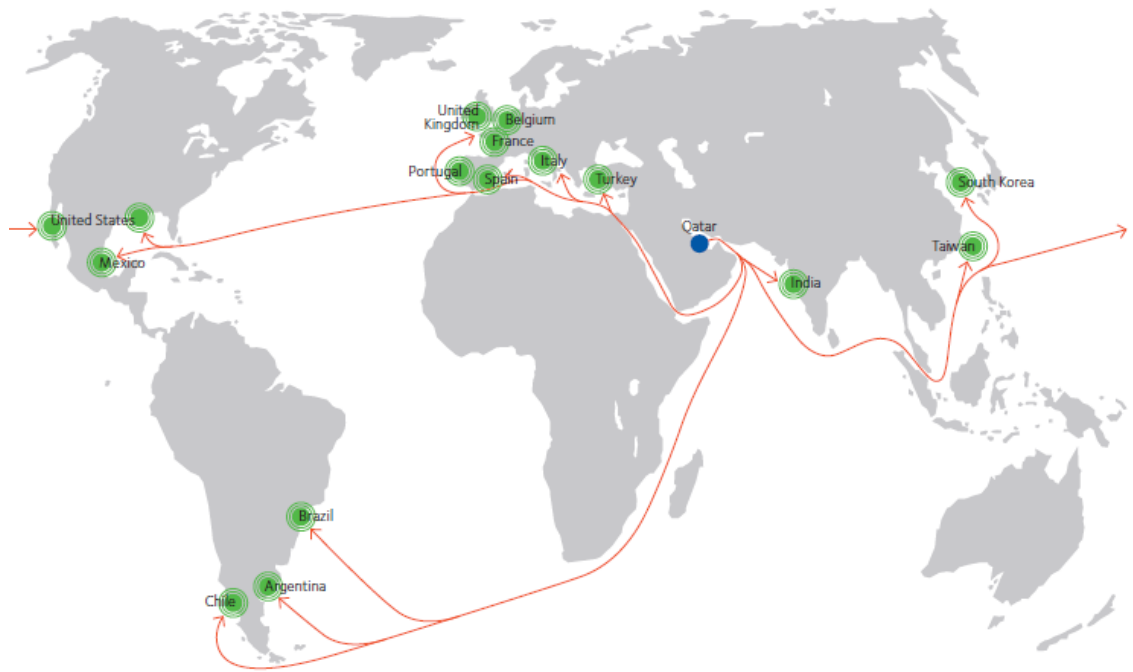 United
Kingdom
Belgium
France
Portugal
Spain
Italy
Turkey
South Korea
United States
Mexico
Qatar
Taiwan
India
Brazil
Argentina
Chile